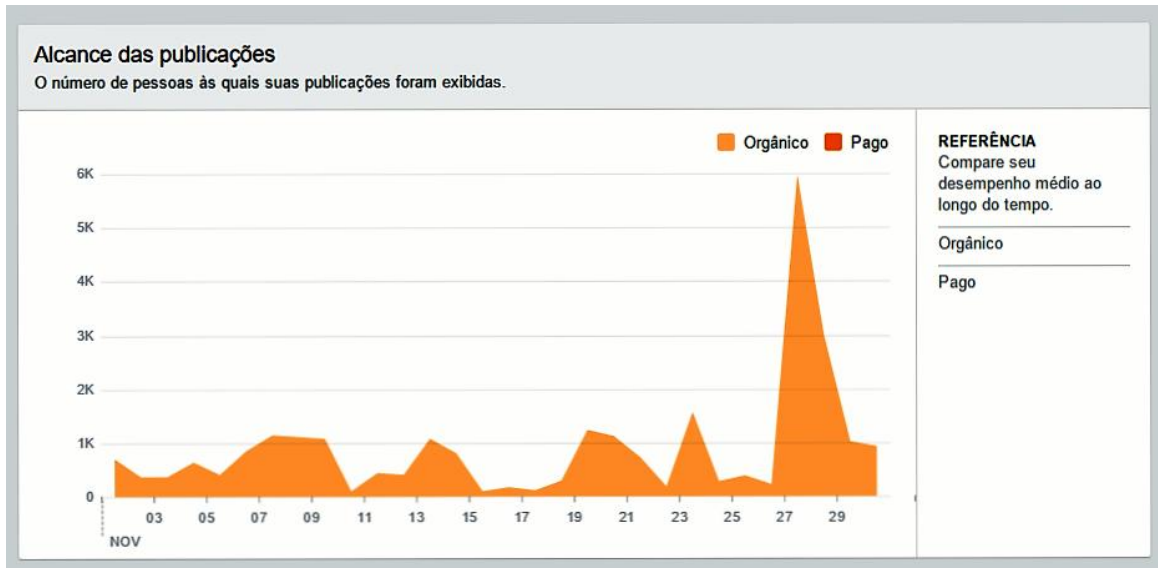 Alcance das publicações
O número de pessoas às quais suas publicações foram exibidas.
Orgânico Pago
6K
5K
4K
3K
2K
1K
0
03 05 07 09 11 13 15 17 19 21 23 25 27 29
NOV
REFERÊNCIA
Compare seu
desempenho médio ao
longo do tempo.
Orgânico
Pago